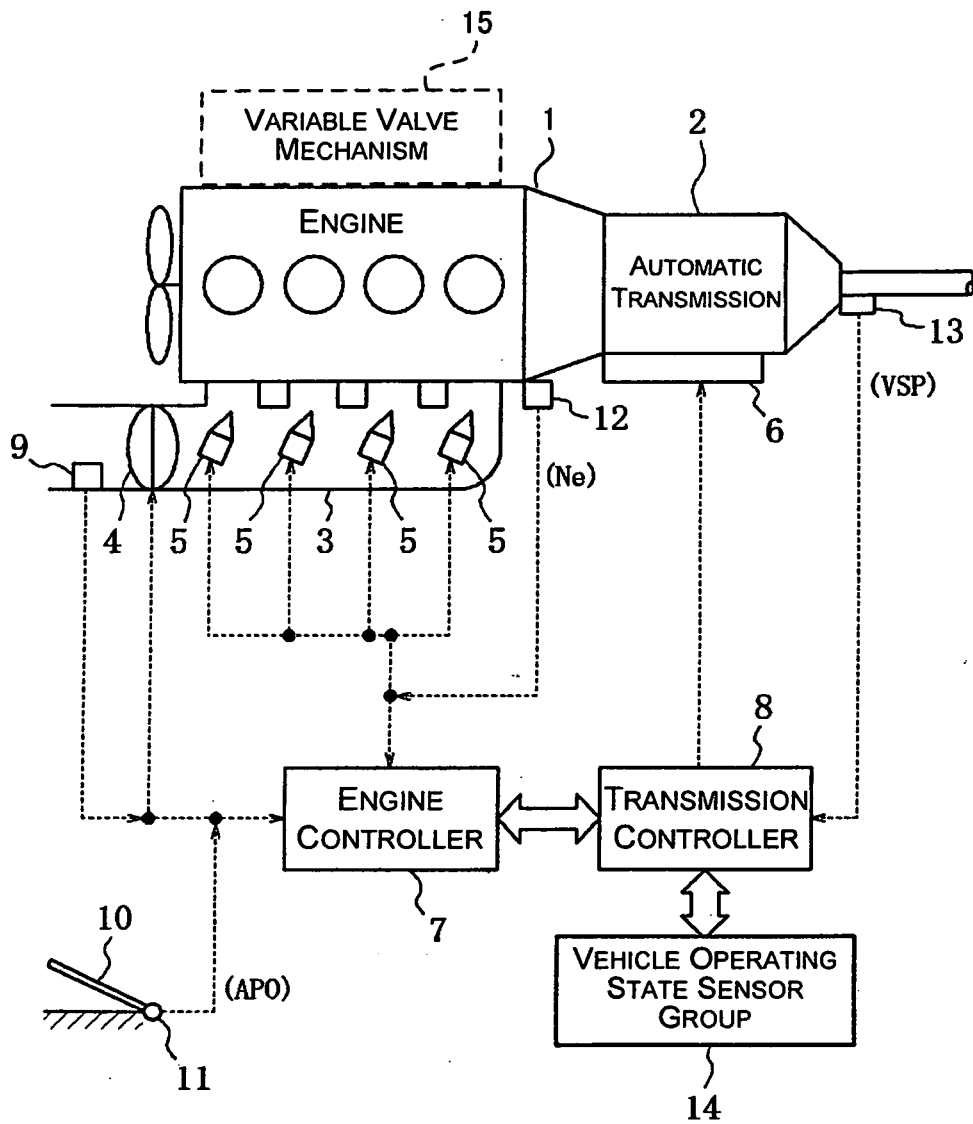 15
VARIABLE VALVE
MECHANISM
1
2
ENGINE
AUTOMATIC
TRANSMISSION
13
(VSP)
12
6
9
(Ne)
4
5
5
3
5
5
8
ENGINE
CONTROLLER
TRANSMISSION
CONTROLLER
7
10
(APO)
VEHICLE OPERATING
STATE SENSOR
GROUP
11
14